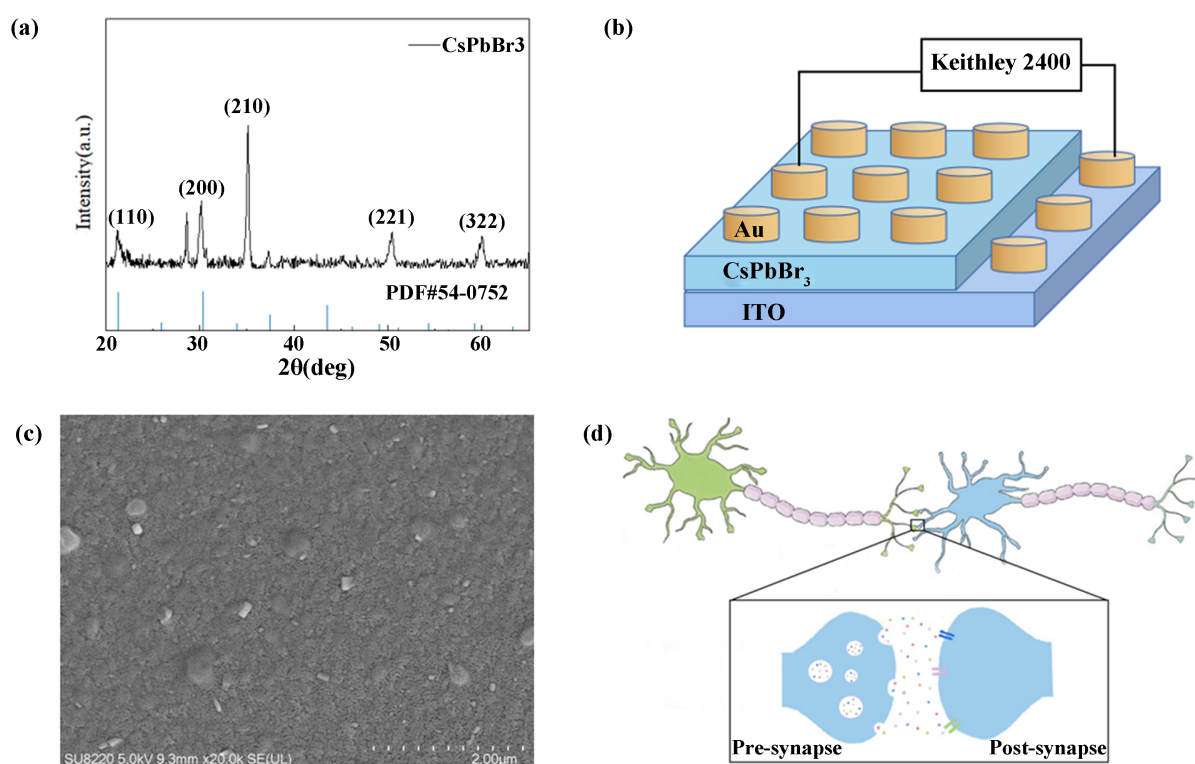 (a)
CsPbBr3
(210)
(200)
(110)
(221)
(322)
Intensity(a.u.)
PDF#54-0752
20 30 40 50 60
2θ(deg)
(b)
Keithley 2400
Au
CsPbBr₃
ITO
(c)
SU8220 5.0kV 9.3mm x20.0k SE(UL) 2.00μm
(d)
Pre-synapse
Post-synapse